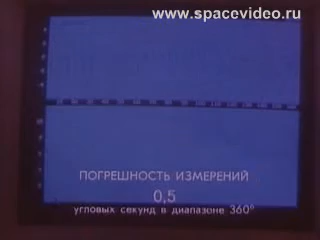 www.spacevideo.ru
ПОГРЕШНОСТЬ ИЗМЕРЕНИЙ
0,5
угловых секунд в диапазоне 360°